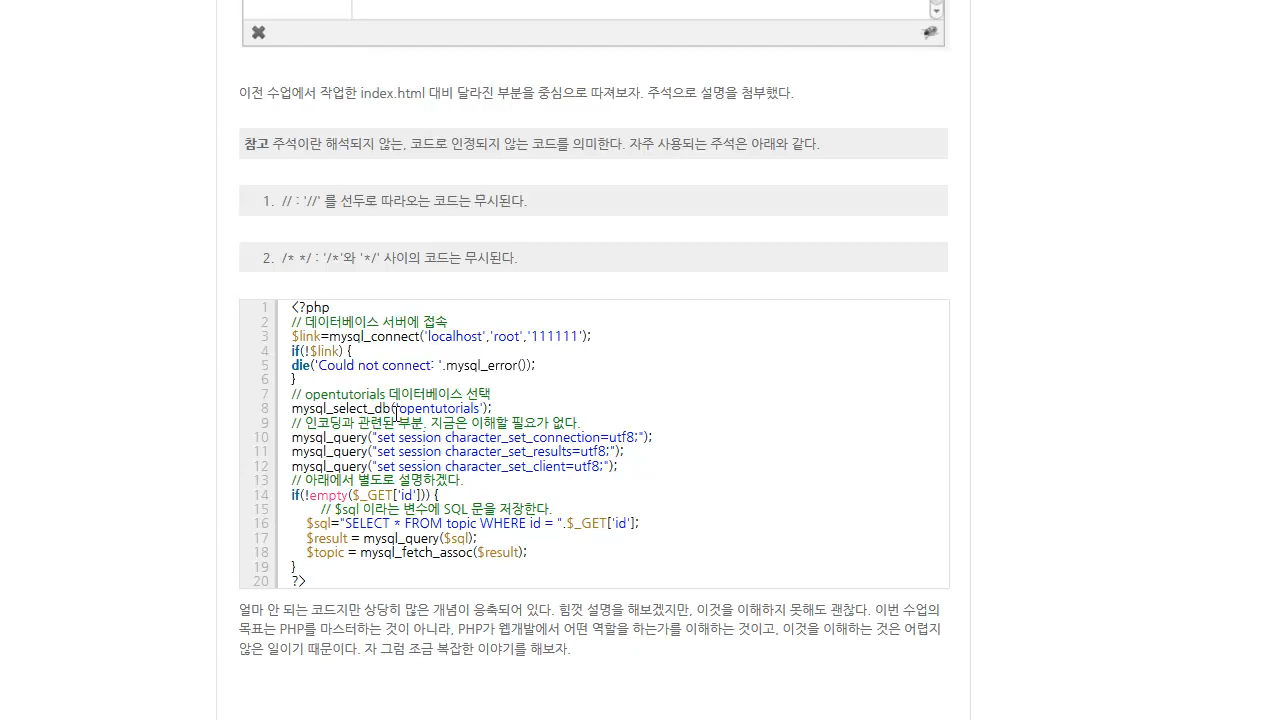 이전 수업에서 작업한 index.html 대비 달라진 부분을 중심으로 따져보자. 주석으로 설명을 첨부했다.
참고 주석이란 해석되지 않는, 코드로 인정되지 않는 코드를 의미한다. 자주 사용되는 주석은 아래와 같다.
1. // : '//' 를 선두로 따라오는 코드는 무시된다.
2. /* */ : '/*'와 '*/' 사이의 코드는 무시된다.
1 <?php
2 // 데이터베이스 서버에 접속
3 $link=mysql_connect('localhost','root','111111');
4 if(!$link) {
5 die('Could not connect: '.mysql_error());
6 }
7 // opentutorials 데이터베이스 선택
8 mysql_select_db('opentutorials');
9 // 인코딩과 관련된 부분. 지금은 이해할 필요가 없다.
10 mysql_query("set session character_set_connection=utf8;");
11 mysql_query("set session character_set_results=utf8;");
12 mysql_query("set session character_set_client=utf8;");
13 // 아래에서 별도로 설명하겠다.
14 if(!empty($_GET['id'])) {
15 // $sql 이라는 변수에 SQL 문을 저장한다.
16 $sql="SELECT * FROM topic WHERE id = ".$_GET['id'];
17 $result = mysql_query($sql);
18 $topic = mysql_fetch_assoc($result);
19 }
20 ?>
얼마 안 되는 코드지만 상당히 많은 개념이 응축되어 있다. 힘껏 설명을 해보겠지만, 이것을 이해하지 못해도 괜찮다. 이번 수업의
목표는 PHP를 마스터하는 것이 아니라, PHP가 웹개발에서 어떤 역할을 하는가를 이해하는 것이고, 이것을 이해하는 것은 어렵지
않은 일이기 때문이다. 자 그럼 조금 복잡한 이야기를 해보자.